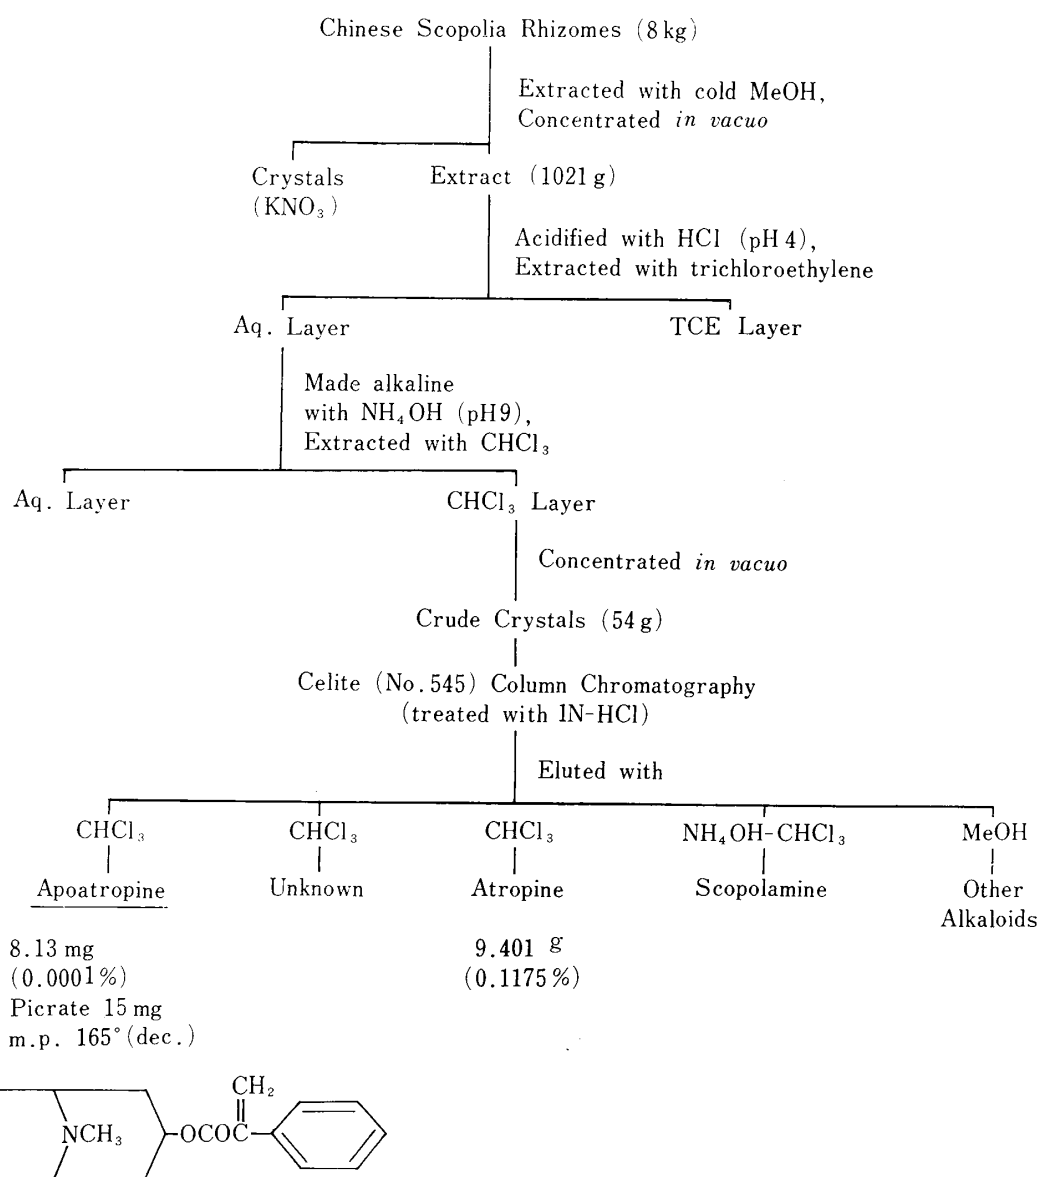 Chinese Scopolia Rhizomes (8 kg)
Extracted with cold MeOH,
Concentrated in vacuo
Crystals
(KNO₃)
Extract (1021 g)
Acidified with HCl (pH 4),
Extracted with trichloroethylene
Aq. Layer
TCE Layer
Made alkaline
with NH₄OH (pH9),
Extracted with CHCl₃
Aq. Layer
CHCl₃ Layer
Concentrated in vacuo
Crude Crystals (54 g)
Celite (No. 545) Column Chromatography
(treated with 1N-HCl)
Eluted with
CHCl₃
CHCl₃
CHCl₃
NH₄OH-CHCl₃
MeOH
Apoatropine
Unknown
Atropine
Scopolamine
Other
Alkaloids
8.13 mg
(0.0001%)
Picrate 15 mg
m.p. 165° (dec.)
9.401 g
(0.1175%)
CH₂
NCH₃
OCOC